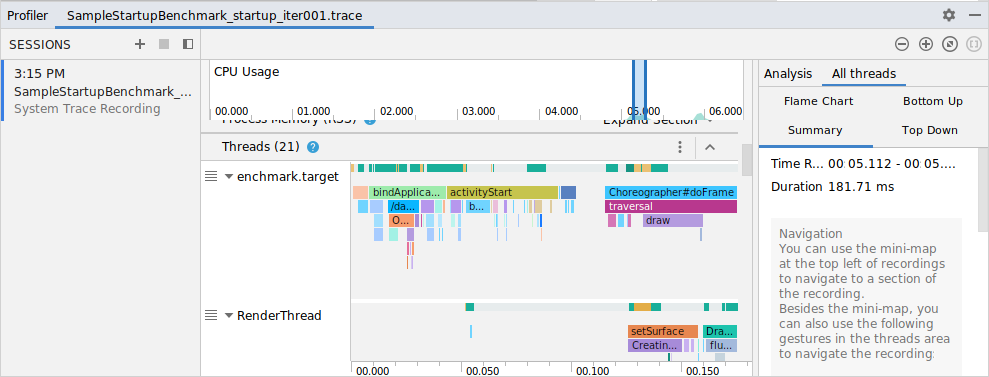 Profiler SampleStartupBenchmark_startup_iter001.trace
SESSIONS
3:15 PM
SampleStartupBenchmark_...
System Trace Recording
CPU Usage
00.000 01.000 02.000 03.000 04.000 05.000 06.000
Process Memory (RSS) ? Expand Section
Threads (21) ?
enchmark.target
bindApplica... activityStart Choreographer#doFrame
/da... b... traversal
O... draw
RenderThread
setSurface Dra...
Creatin... flu...
00.000 00.050 00.100 00.150
Analysis All threads
Flame Chart Bottom Up
Summary Top Down
Time R... 00 05.112 - 00 05....
Duration 181.71 ms
Navigation
You can use the mini-map
at the top left of recordings
to navigate to a section of
the recording.
Besides the mini-map, you
can also use the following
gestures in the threads area
to navigate the recording: